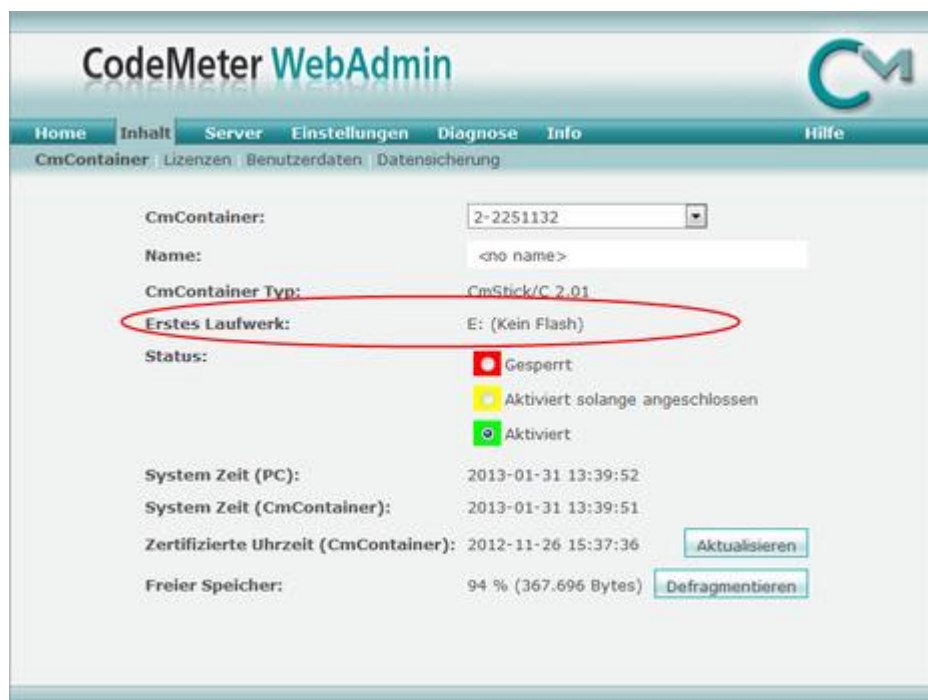 CodeMeter WebAdmin
CM
Home Inhalt Server Einstellungen Diagnose Info Hilfe
CmContainer Lizenzen Benutzerdaten Datensicherung
CmContainer: 2-2251132
Name: <no name>
CmContainer Typ: CmStick/C 2.01
Erstes Laufwerk: E: (Kein Flash)
Status: Gesperrt
Aktiviert solange angeschlossen
Aktiviert
System Zeit (PC): 2013-01-31 13:39:52
System Zeit (CmContainer): 2013-01-31 13:39:51
Zertifizierte Uhrzeit (CmContainer): 2012-11-26 15:37:36 Aktualisieren
Freier Speicher: 94 % (367.696 Bytes) Defragmentieren